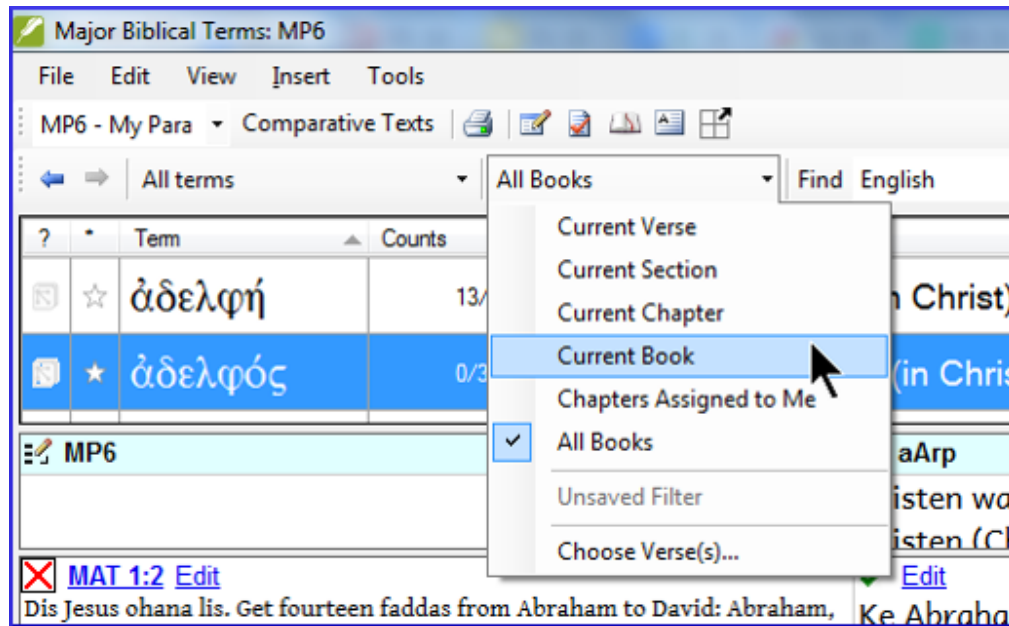 Major Biblical Terms: MP6
File Edit View Insert Tools
MP6 - My Para Comparative Texts
All terms All Books Find English
? * Term Counts
ἀδελφή 13/ n Christ)
ἀδελφός 0/3 (in Chris
Current Verse
Current Section
Current Chapter
Current Book
Chapters Assigned to Me
All Books
Unsaved Filter
Choose Verse(s)...
MP6 aArp
isten wa
isten (Cl
MAT 1:2 Edit Edit
Dis Jesus ohana lis. Get fourteen faddas from Abraham to David: Abraham, Ke Abraha